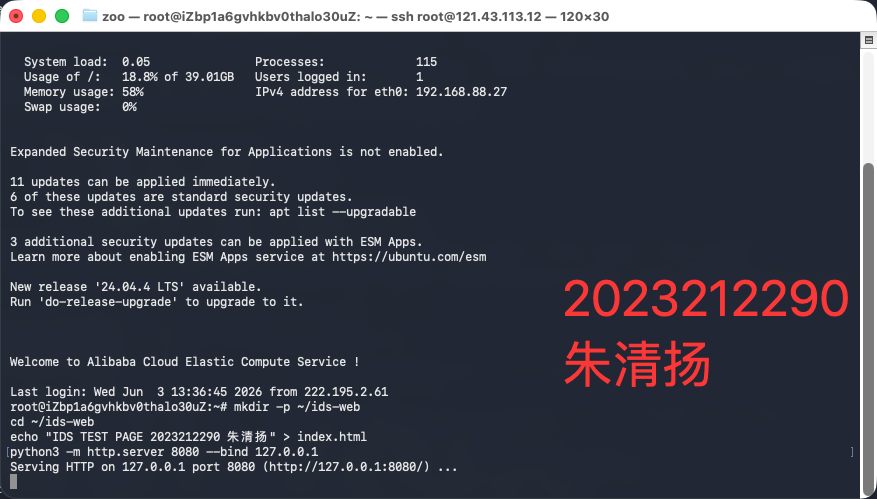 zoo — root@iZbp1a6gvhkbv0thalo30uZ: ~ — ssh root@121.43.113.12 — 120×30
System load: 0.05 Processes: 115
Usage of /: 18.8% of 39.01GB Users logged in: 1
Memory usage: 58% IPv4 address for eth0: 192.168.88.27
Swap usage: 0%
Expanded Security Maintenance for Applications is not enabled.
11 updates can be applied immediately.
6 of these updates are standard security updates.
To see these additional updates run: apt list --upgradable
3 additional security updates can be applied with ESM Apps.
Learn more about enabling ESM Apps service at https://ubuntu.com/esm
New release '24.04.4 LTS' available.
Run 'do-release-upgrade' to upgrade to it.
2023212290
朱清扬
Welcome to Alibaba Cloud Elastic Compute Service !
Last login: Wed Jun  3 13:36:45 2026 from 222.195.2.61
root@iZbp1a6gvhkbv0thalo30uZ:~# mkdir -p ~/ids-web
cd ~/ids-web
echo "IDS TEST PAGE 2023212290 朱清扬" > index.html
[python3 -m http.server 8080 --bind 127.0.0.1 ]
Serving HTTP on 127.0.0.1 port 8080 (http://127.0.0.1:8080/) ...